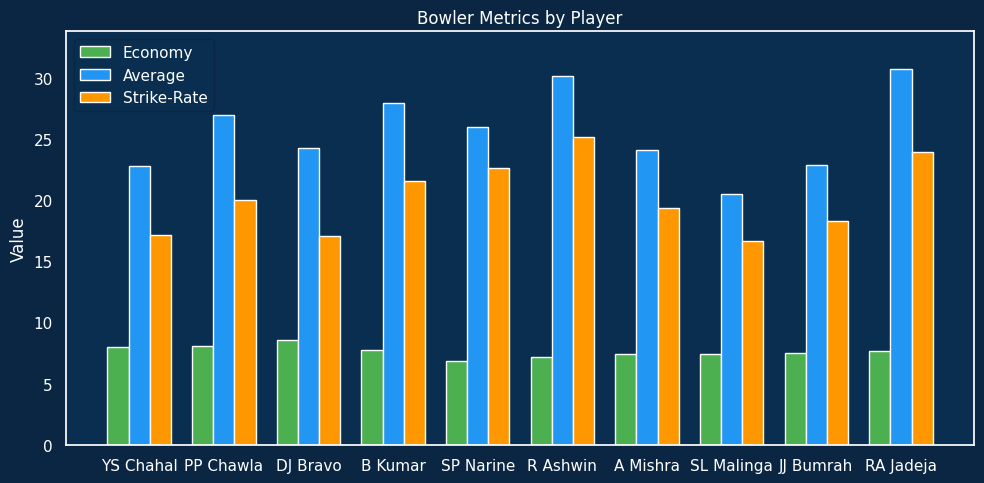 Bowler Metrics by Player
Economy
Average
Strike-Rate
Value
30
25
20
15
10
5
0
YS Chahal PP Chawla DJ Bravo B Kumar SP Narine R Ashwin A Mishra SL Malinga JJ Bumrah RA Jadeja